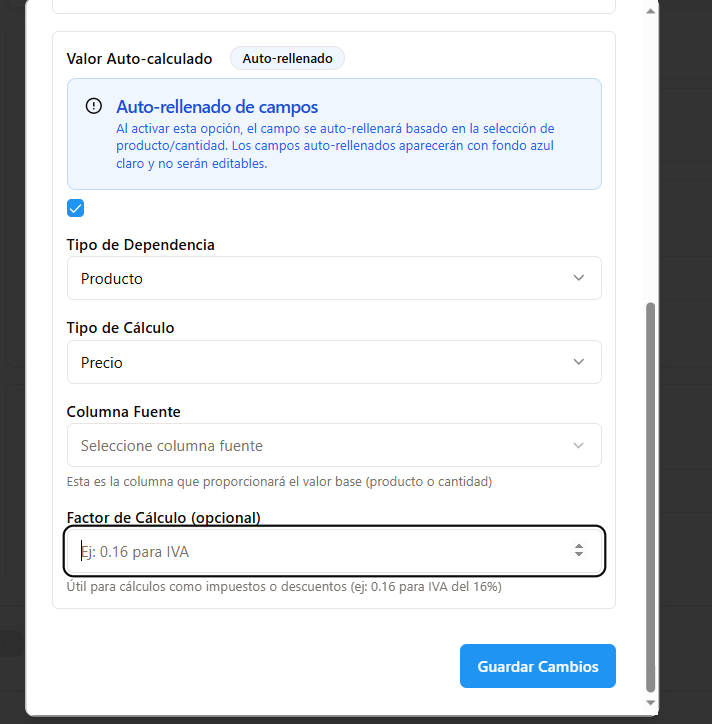 Valor Auto-calculado Auto-rellenado
Auto-rellenado de campos
Al activar esta opción, el campo se auto-rellenará basado en la selección de
producto/cantidad. Los campos auto-rellenados aparecerán con fondo azul
claro y no serán editables.
Tipo de Dependencia
Producto
Tipo de Cálculo
Precio
Columna Fuente
Seleccione columna fuente
Esta es la columna que proporcionará el valor base (producto o cantidad)
Factor de Cálculo (opcional)
Ej: 0.16 para IVA
Útil para cálculos como impuestos o descuentos (ej: 0.16 para IVA del 16%)
Guardar Cambios